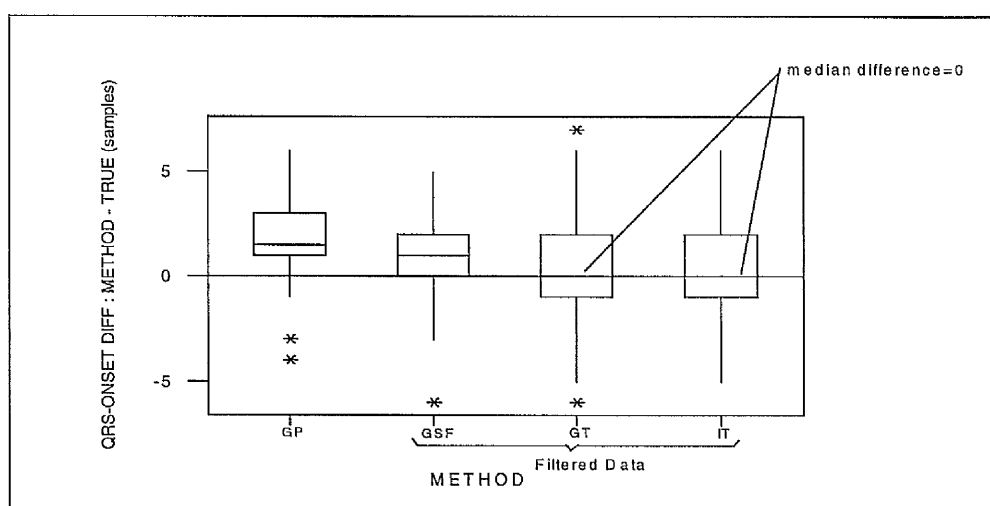 median difference=0
QRS-ONSET DIFF : METHOD - TRUE (samples)
5
0
-5
GP GSF GT IT
Filtered Data
METHOD